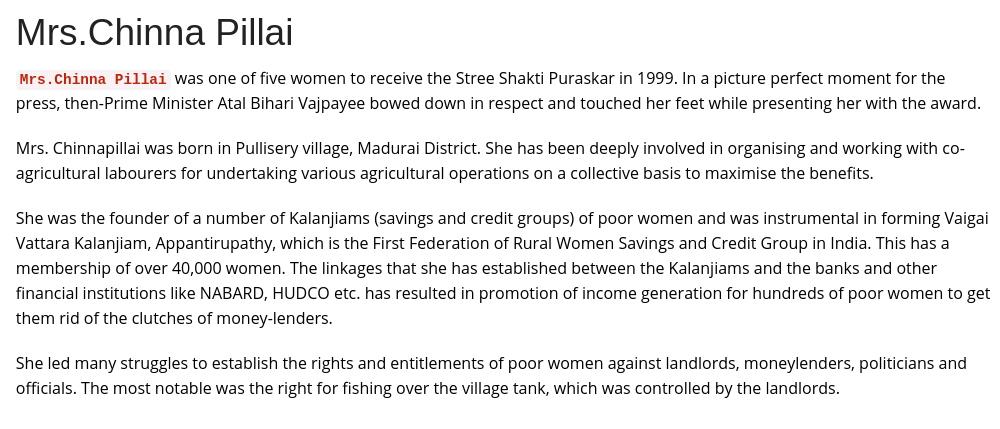 Mrs.Chinna Pillai
Mrs.Chinna Pillai was one of five women to receive the Stree Shakti Puraskar in 1999. In a picture perfect moment for the
press, then-Prime Minister Atal Bihari Vajpayee bowed down in respect and touched her feet while presenting her with the award.
Mrs. Chinnapillai was born in Pullisery village, Madurai District. She has been deeply involved in organising and working with co-
agricultural labourers for undertaking various agricultural operations on a collective basis to maximise the benefits.
She was the founder of a number of Kalanjiams (savings and credit groups) of poor women and was instrumental in forming Vaigai
Vattara Kalanjiam, Appantirupathy, which is the First Federation of Rural Women Savings and Credit Group in India. This has a
membership of over 40,000 women. The linkages that she has established between the Kalanjiams and the banks and other
financial institutions like NABARD, HUDCO etc. has resulted in promotion of income generation for hundreds of poor women to get
them rid of the clutches of money-lenders.
She led many struggles to establish the rights and entitlements of poor women against landlords, moneylenders, politicians and
officials. The most notable was the right for fishing over the village tank, which was controlled by the landlords.